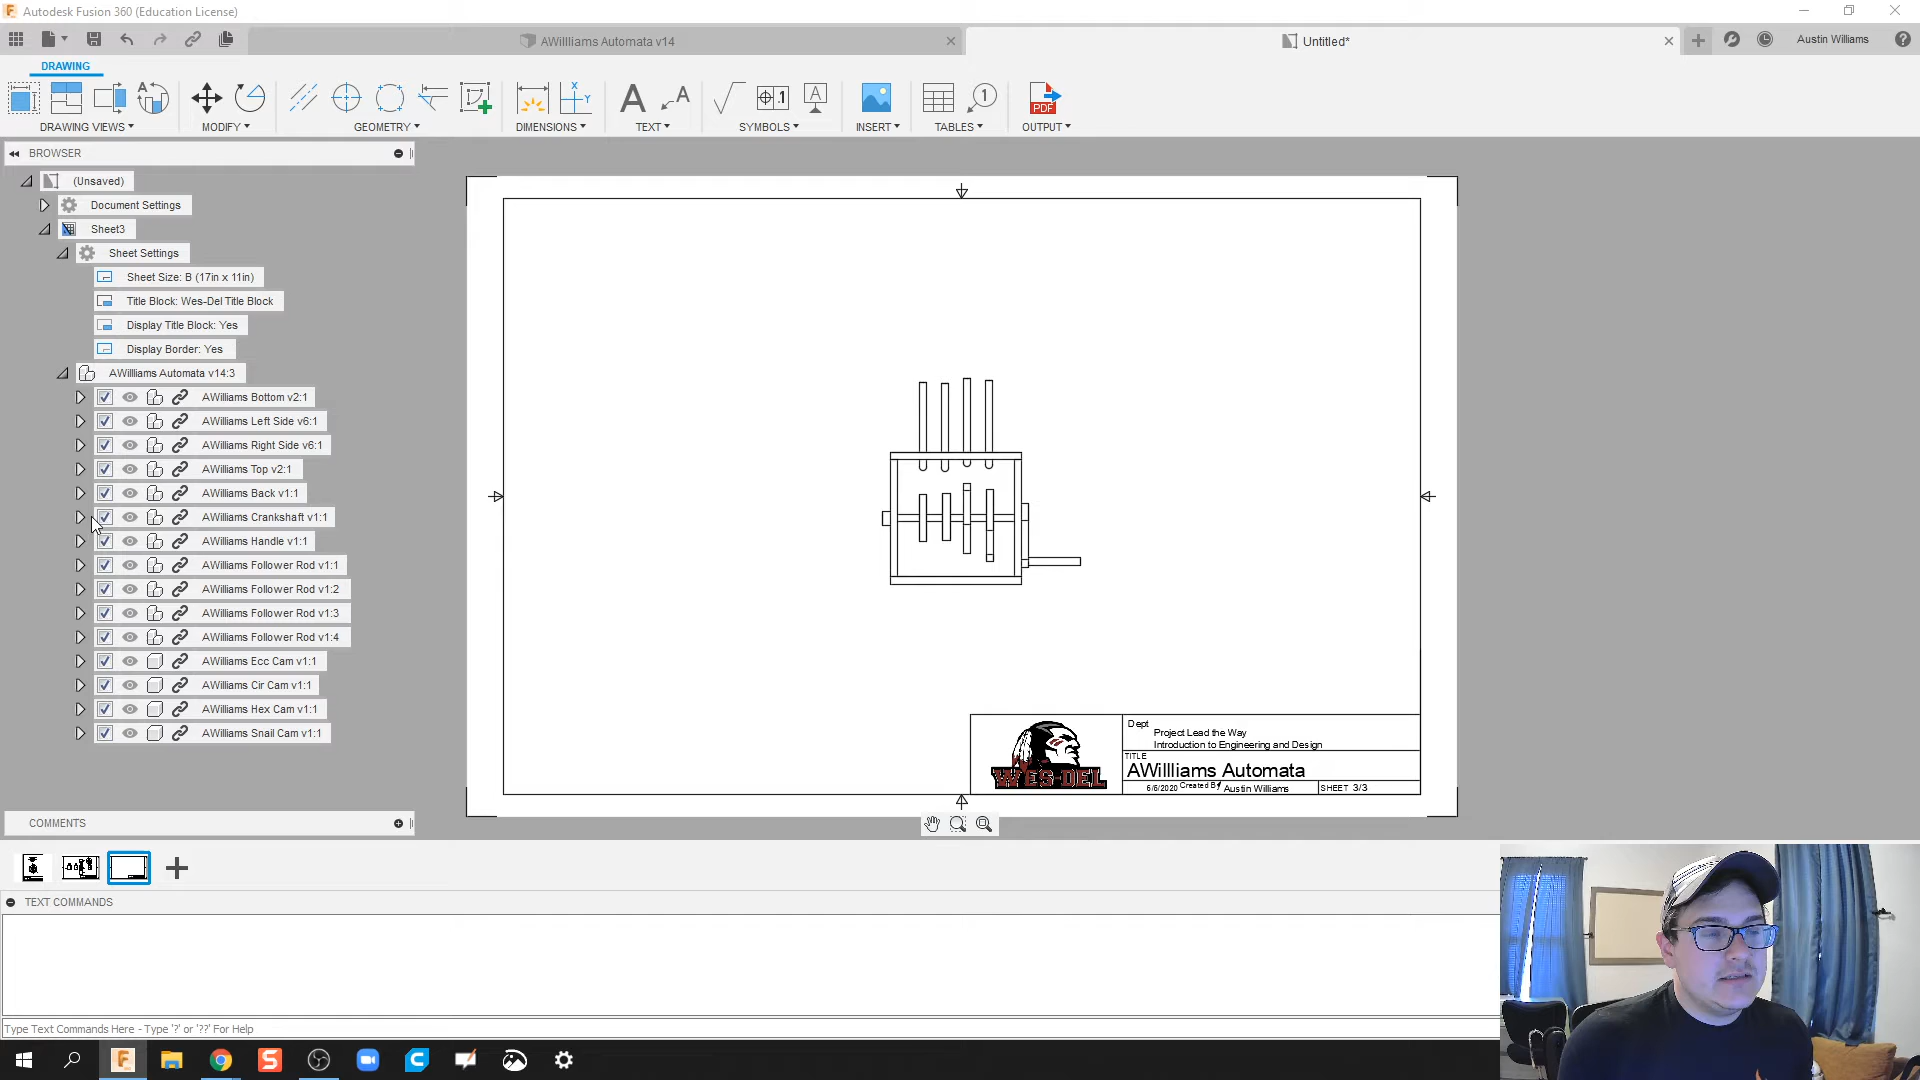 Autodesk Fusion 360 (Education License)
AWillliams Automata v14
Untitled*
Austin Williams
DRAWING
DRAWING VIEWS
MODIFY
GEOMETRY
DIMENSIONS
TEXT
SYMBOLS
INSERT
TABLES
OUTPUT
PDF
BROWSER
(Unsaved)
Document Settings
Sheet3
Sheet Settings
Sheet Size: B (17in x 11in)
Title Block: Wes-Del Title Block
Display Title Block: Yes
Display Border: Yes
AWillliams Automata v14:3
AWilliams Bottom v2:1
AWilliams Left Side v6:1
AWilliams Right Side v6:1
AWilliams Top v2:1
AWilliams Back v1:1
AWilliams Crankshaft v1:1
AWilliams Handle v1:1
AWilliams Follower Rod v1:1
AWilliams Follower Rod v1:2
AWilliams Follower Rod v1:3
AWilliams Follower Rod v1:4
AWilliams Ecc Cam v1:1
AWilliams Cir Cam v1:1
AWilliams Hex Cam v1:1
AWilliams Snail Cam v1:1
WES-DEL
Dept
Project Lead the Way
Introduction to Engineering and Design
TITLE
AWillliams Automata
6/6/2020 Created By Austin Williams
SHEET 3/3
COMMENTS
TEXT COMMANDS
Type Text Commands Here - Type '?' or '??' For Help